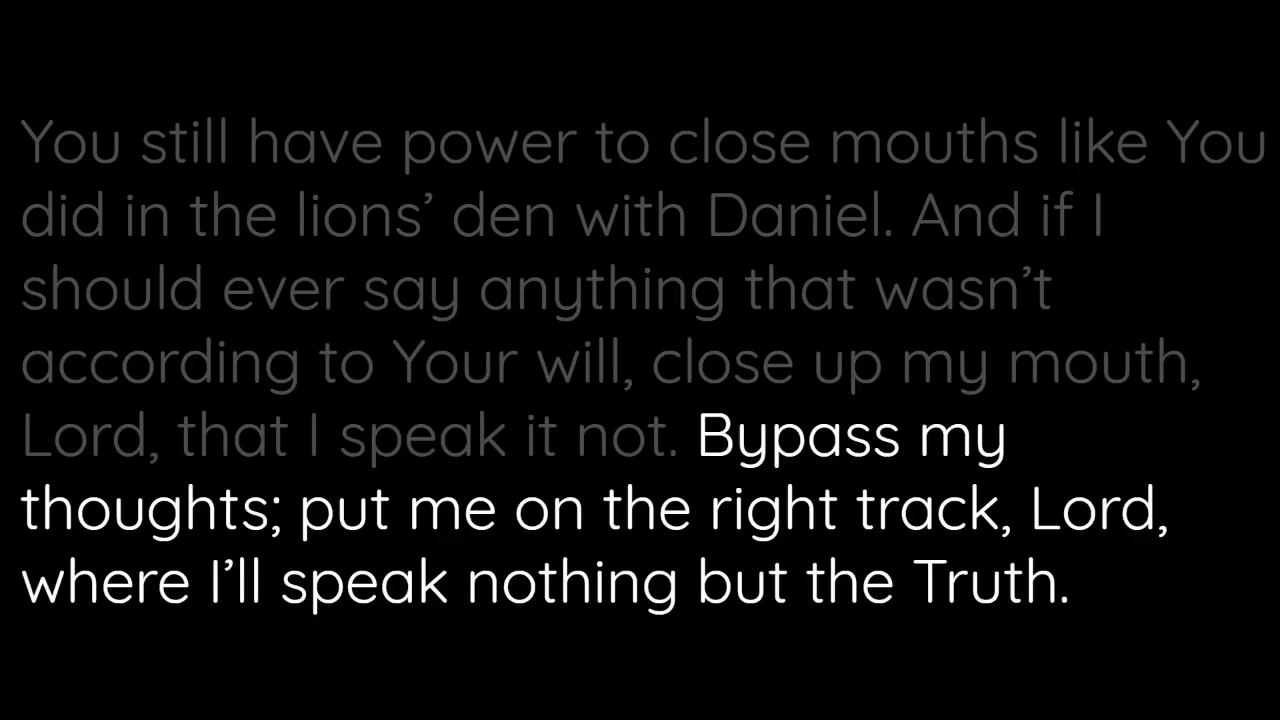 You still have power to close mouths like You
did in the lions’ den with Daniel. And if I
should ever say anything that wasn’t
according to Your will, close up my mouth,
Lord, that I speak it not. Bypass my
thoughts; put me on the right track, Lord,
where I’ll speak nothing but the Truth.